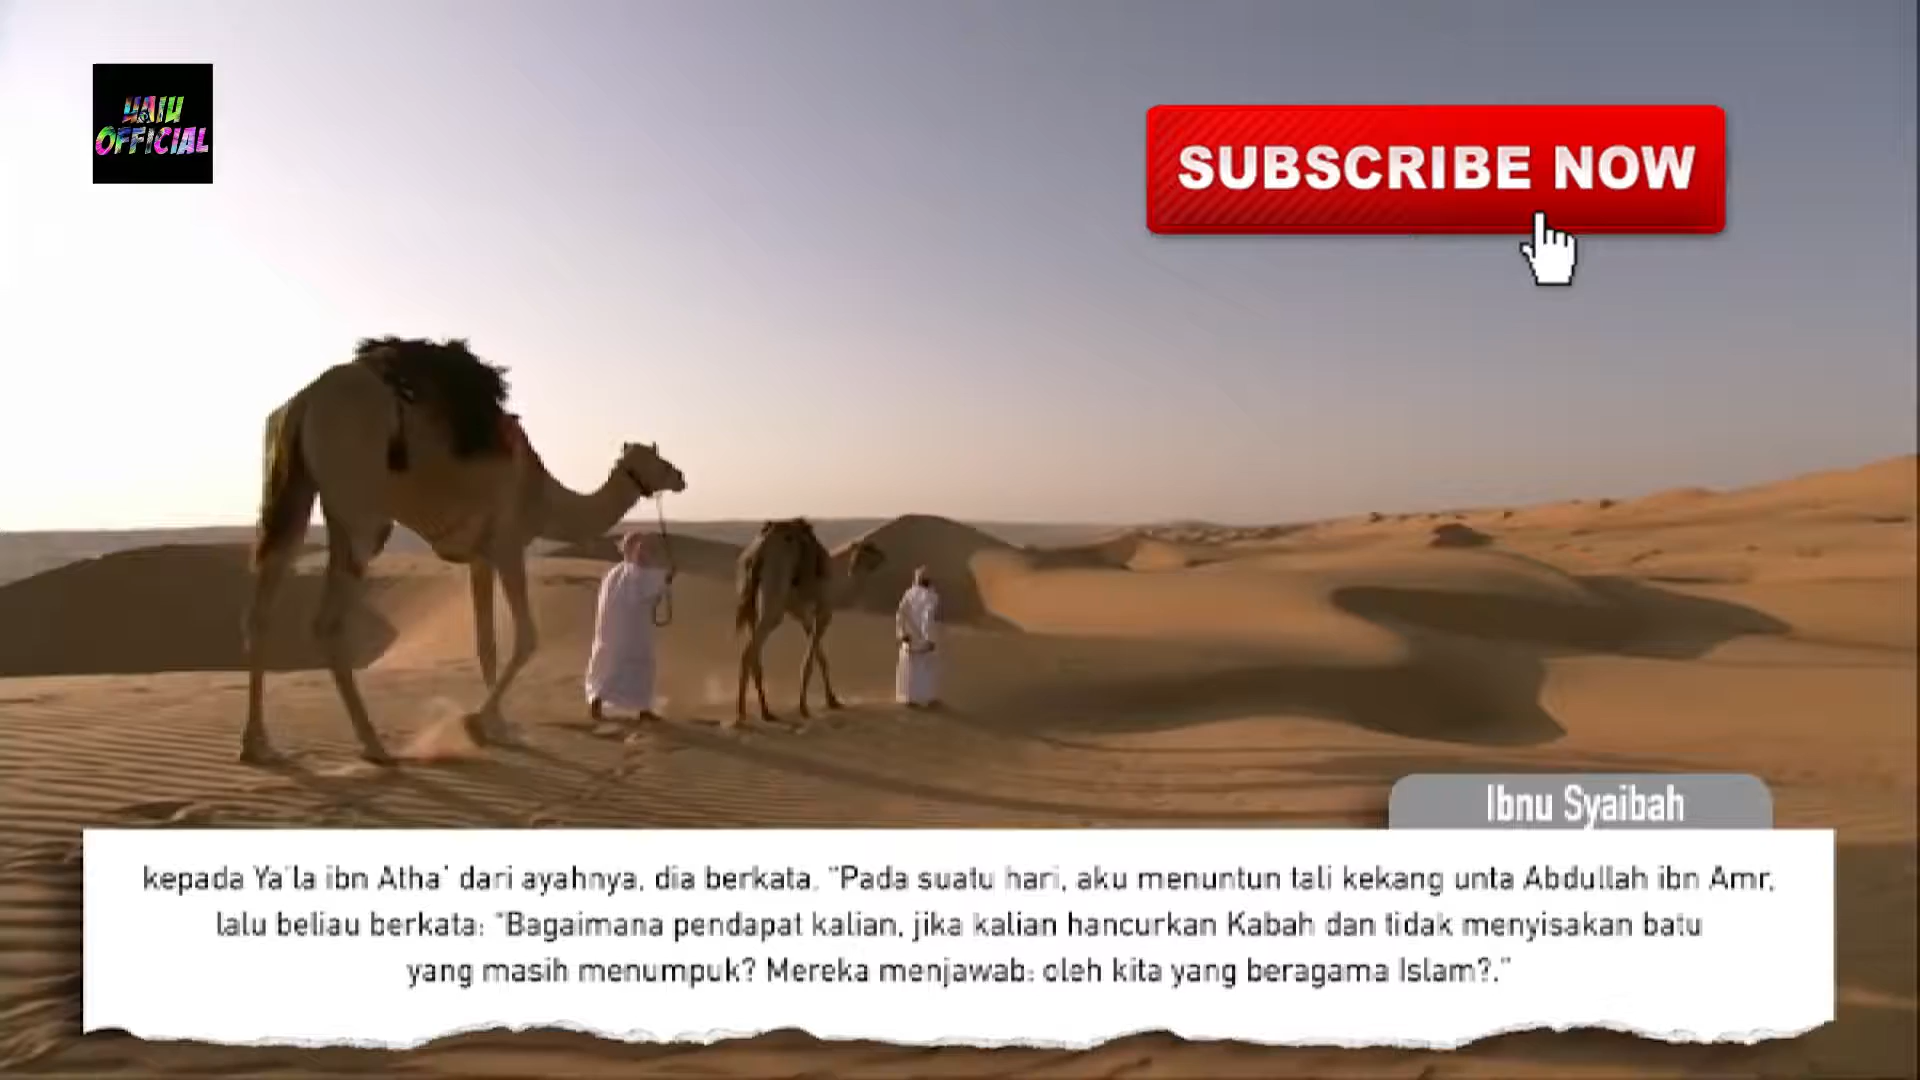 OFFICIAL
SUBSCRIBE NOW
Ibnu Syaibah
kepada Ya'la ibn Atha' dari ayahnya, dia berkata, "Pada suatu hari, aku menuntun tali kekang unta Abdullah ibn Amr,
lalu beliau berkata: "Bagaimana pendapat kalian, jika kalian hancurkan Kabah dan tidak menyisakan batu
yang masih menumpuk? Mereka menjawab: oleh kita yang beragama Islam?."